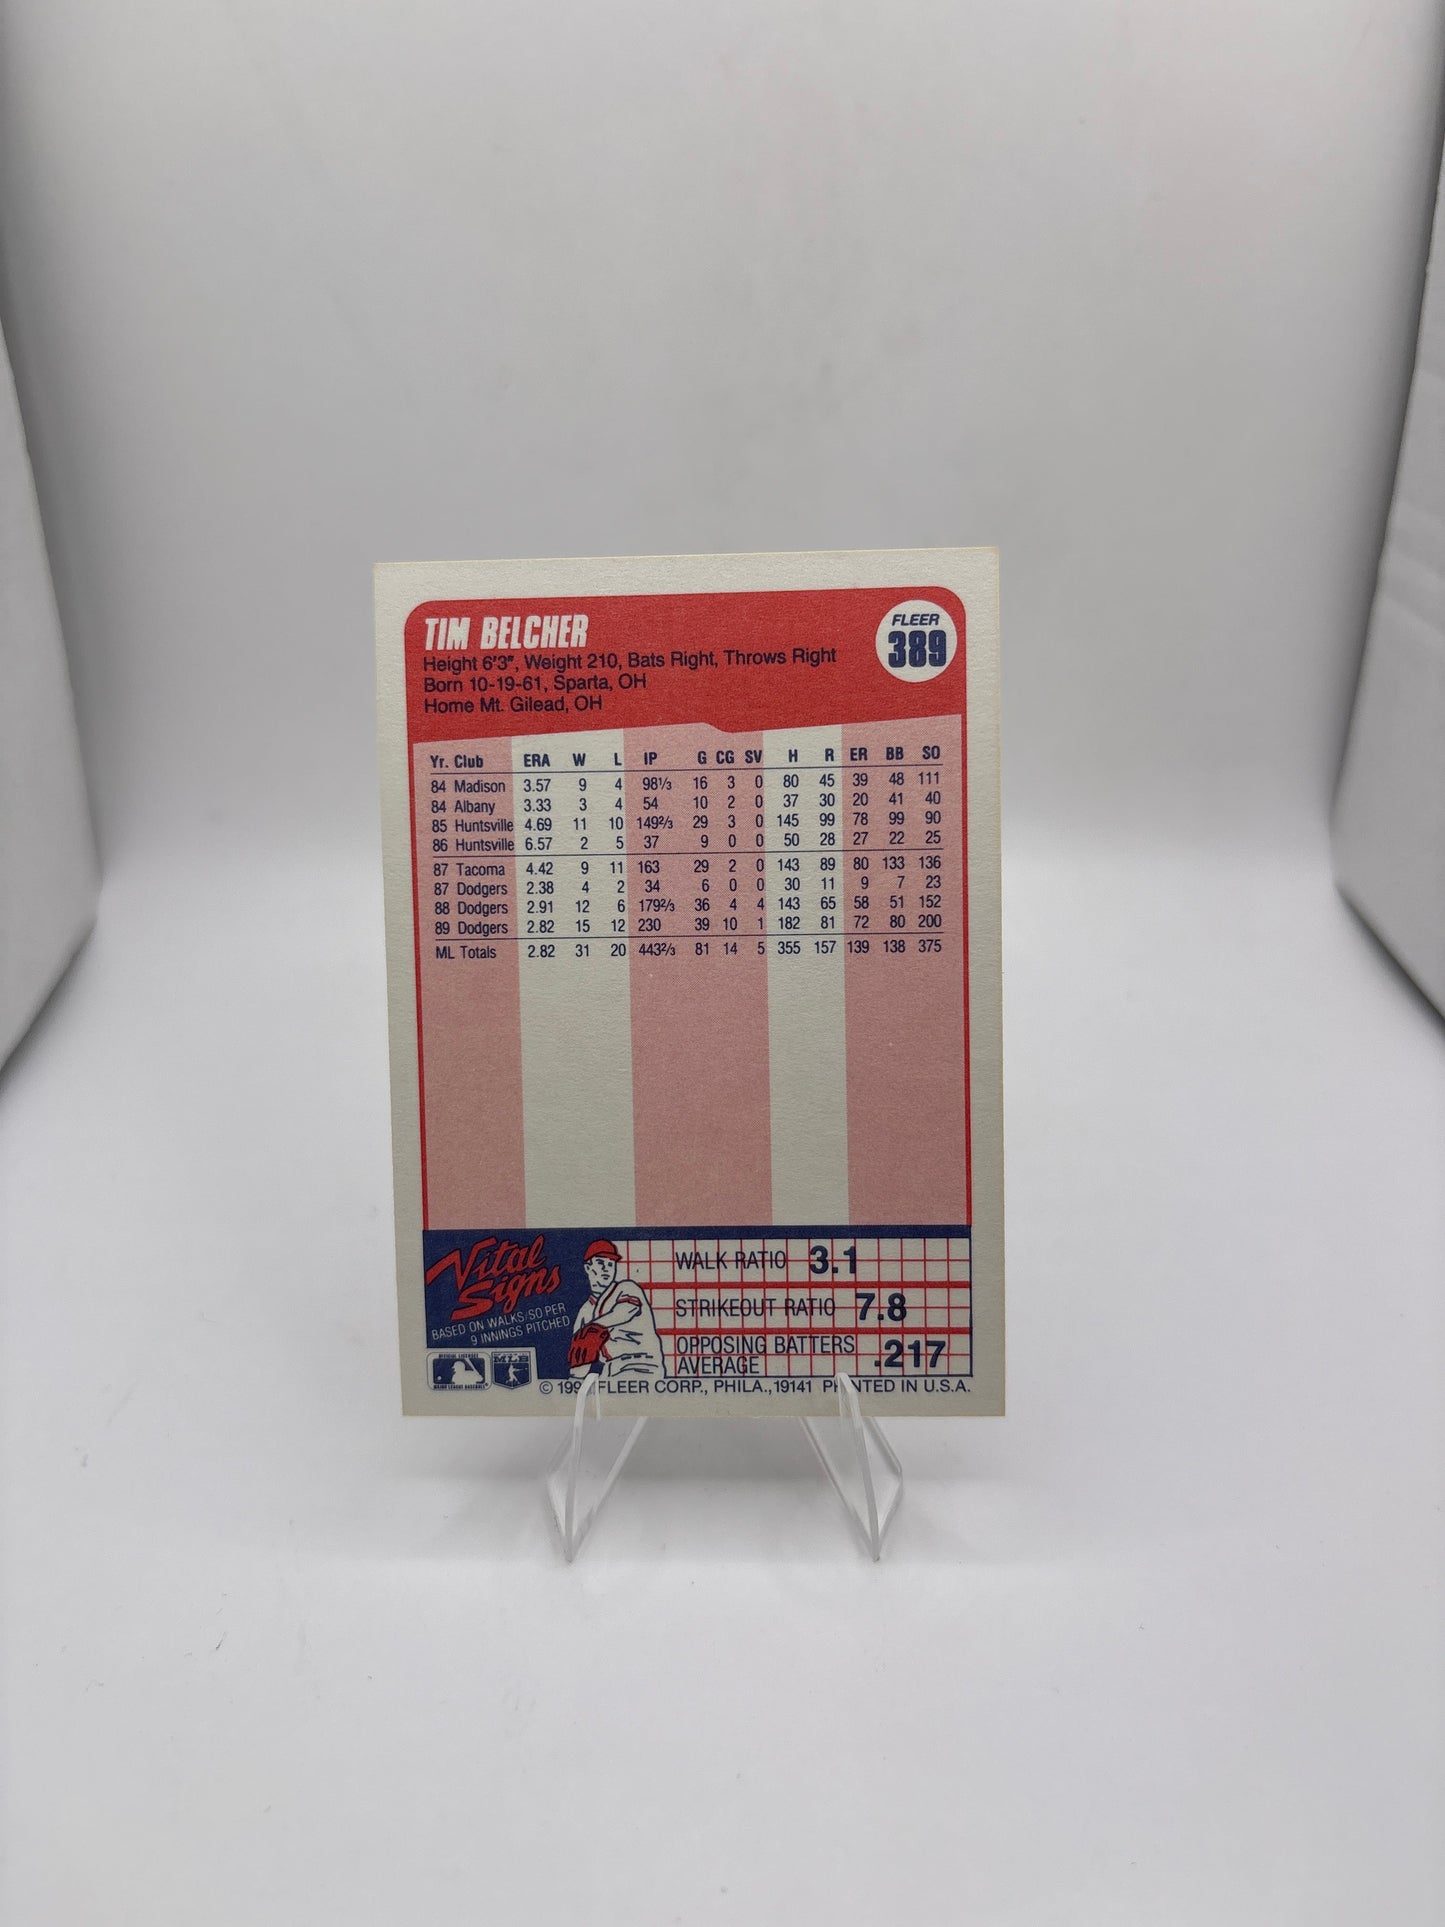 TIM BELCHER
FLEER
389
Height 6'3", Weight 210, Bats Right, Throws Right
Born 10-19-61, Sparta, OH
Home Mt. Gilead, OH
Yr. Club ERA W L IP G CG SV H R ER BB SO
84 Madison 3.57 9 4 98⅓ 16 3 0 80 45 39 48 111
84 Albany 3.33 3 4 54 10 2 0 37 30 20 41 40
85 Huntsville 4.69 11 10 149⅔ 29 3 0 145 99 78 99 90
86 Huntsville 6.57 2 5 37 9 0 0 50 28 27 22 25
87 Tacoma 4.42 9 11 163 29 2 0 143 89 80 133 136
87 Dodgers 2.38 4 2 34 6 0 0 30 11 9 7 23
88 Dodgers 2.91 12 6 179⅔ 36 4 4 143 65 58 51 152
89 Dodgers 2.82 15 12 230 39 10 1 182 81 72 80 200
ML Totals 2.82 31 20 443⅔ 81 14 5 355 157 139 138 375
Vital
Signs
BASED ON WALKS/SO PER
9 INNINGS PITCHED
WALK RATIO 3.1
STRIKEOUT RATIO 7.8
OPPOSING BATTERS
AVERAGE .217
MLB
© FLEER CORP., PHILA., 19141 PRINTED IN U.S.A.